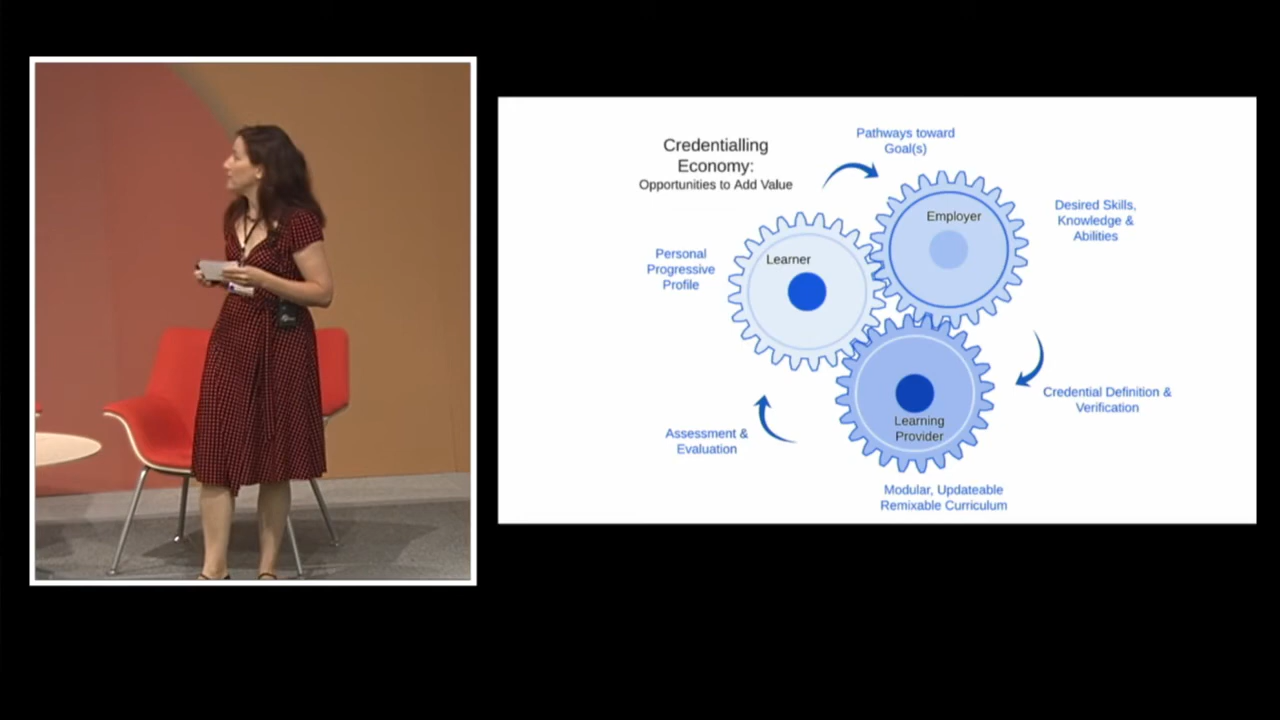 Credentialling
Economy:
Opportunities to Add Value
Pathways toward
Goal(s)
Employer
Desired Skills,
Knowledge &
Abilities
Learner
Personal
Progressive
Profile
Credential Definition &
Verification
Learning
Provider
Assessment &
Evaluation
Modular, Updateable
Remixable Curriculum